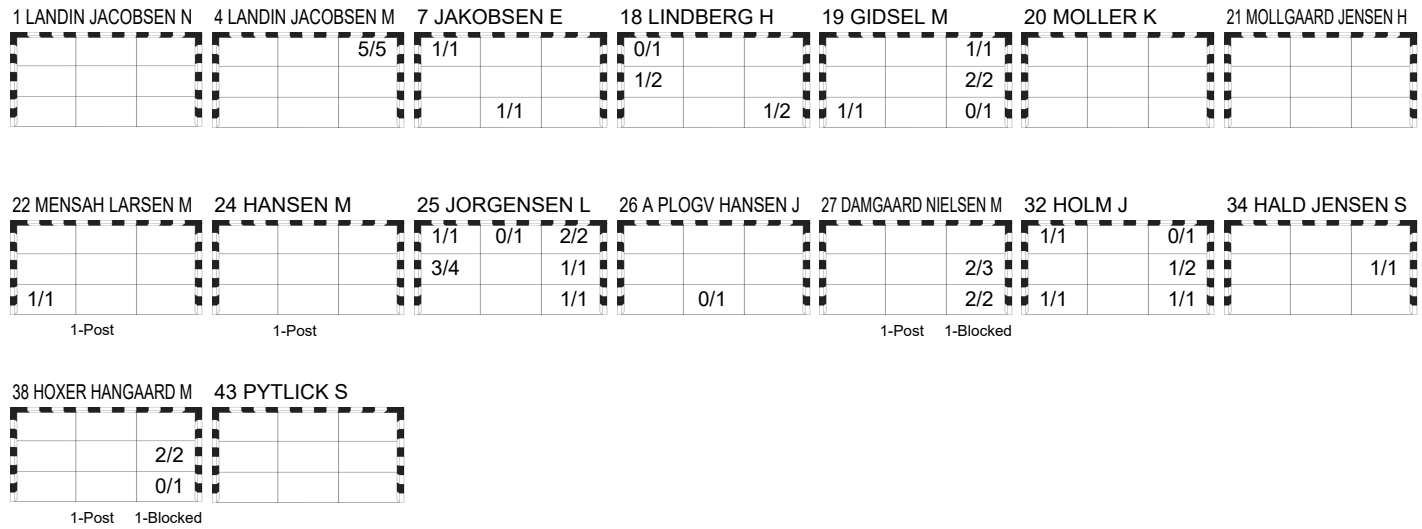 1 LANDIN JACOBSEN N 4 LANDIN JACOBSEN M 7 JAKOBSEN E 18 LINDBERG H 19 GIDSEL M 20 MOLLER K 21 MOLLGAARD JENSEN H
5/5 1/1 0/1 1/1
1/2 2/2
1/1 1/2 1/1 0/1
22 MENSAH LARSEN M 24 HANSEN M 25 JORGENSEN L 26 A PLOGV HANSEN J 27 DAMGAARD NIELSEN M 32 HOLM J 34 HALD JENSEN S
1/1 0/1 2/2 1/1 0/1
3/4 1/1 2/3 1/2 1/1
1/1 1/1 0/1 2/2 1/1 1/1
1-Post 1-Post 1-Post 1-Blocked
38 HOXER HANGAARD M 43 PYTLICK S
2/2
0/1
1-Post 1-Blocked